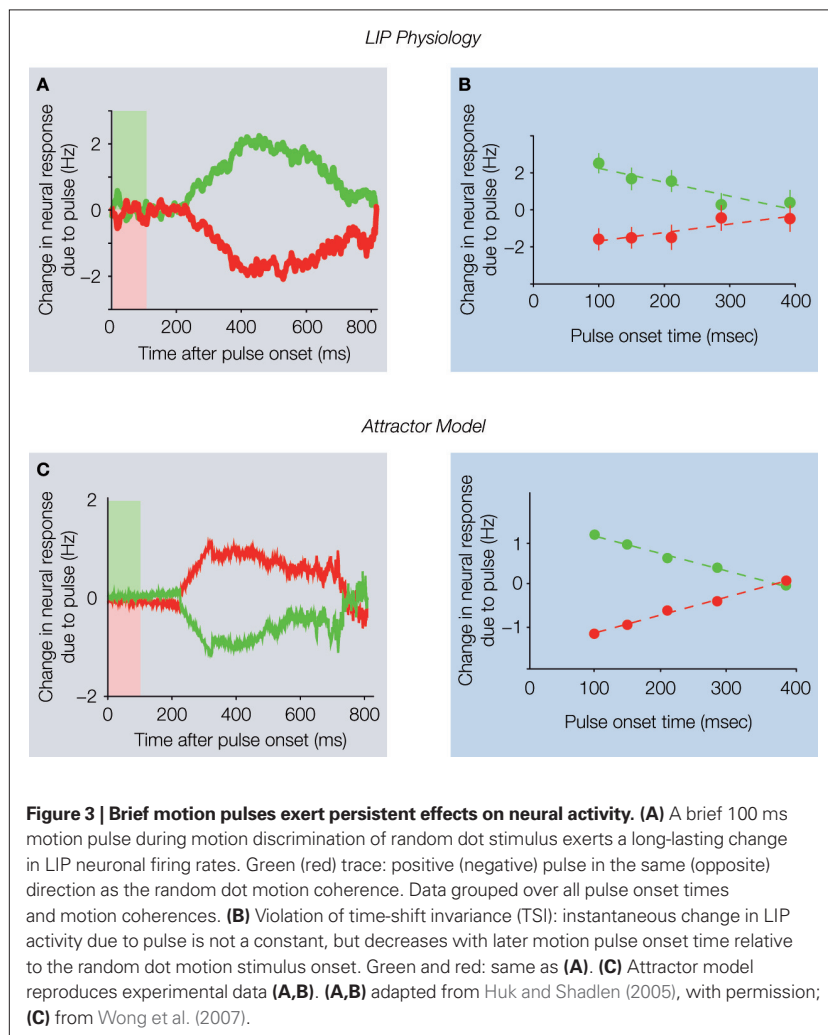 LIP Physiology
A
Change in neural response
due to pulse (Hz)
2
0
−2
0
200
400
600
800
Time after pulse onset (ms)
B
Change in neural response
due to pulse (Hz)
2
0
−2
0
100
200
300
400
Pulse onset time (msec)
Attractor Model
C
Change in neural response
due to pulse (Hz)
2
0
−2
0
200
400
600
800
Time after pulse onset (ms)
Change in neural response
due to pulse (Hz)
1
0
−1
0
100
200
300
400
Pulse onset time (msec)
Figure 3 | Brief motion pulses exert persistent effects on neural activity. (A) A brief 100 ms
motion pulse during motion discrimination of random dot stimulus exerts a long-lasting change
in LIP neuronal firing rates. Green (red) trace: positive (negative) pulse in the same (opposite)
direction as the random dot motion coherence. Data grouped over all pulse onset times
and motion coherences. (B) Violation of time-shift invariance (TSI): instantaneous change in LIP
activity due to pulse is not a constant, but decreases with later motion pulse onset time relative
to the random dot motion stimulus onset. Green and red: same as (A). (C) Attractor model
reproduces experimental data (A,B). (A,B) adapted from Huk and Shadlen (2005), with permission;
(C) from Wong et al. (2007).